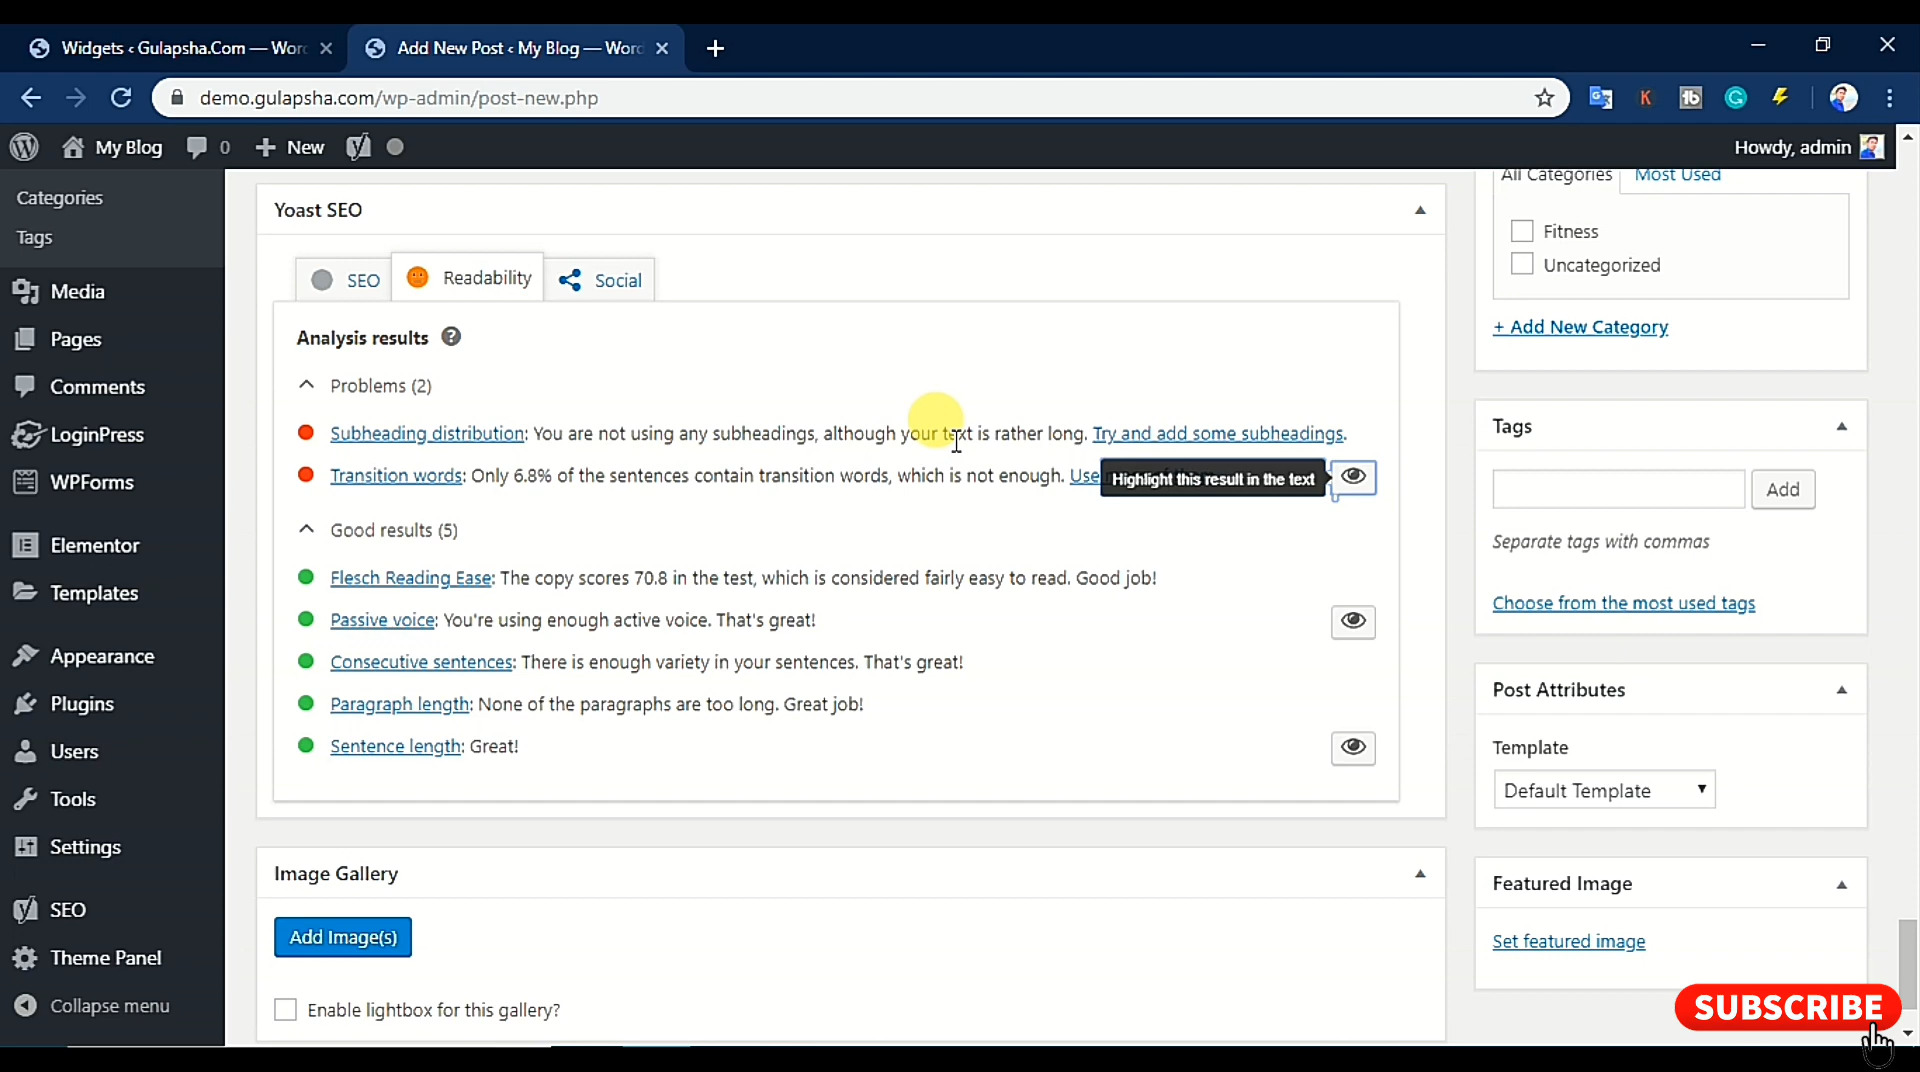 Widgets ‹ Gulapsha.Com — Wor
Add New Post ‹ My Blog — Word
demo.gulapsha.com/wp-admin/post-new.php
My Blog
0
New
Howdy, admin
Categories
Tags
Media
Pages
Comments
LoginPress
WPForms
Elementor
Templates
Appearance
Plugins
Users
Tools
Settings
SEO
Theme Panel
Collapse menu
Yoast SEO
SEO
Readability
Social
Analysis results
Problems (2)
Subheading distribution: You are not using any subheadings, although your text is rather long. Try and add some subheadings.
Transition words: Only 6.8% of the sentences contain transition words, which is not enough. Use
Highlight this result in the text
Good results (5)
Flesch Reading Ease: The copy scores 70.8 in the test, which is considered fairly easy to read. Good job!
Passive voice: You're using enough active voice. That's great!
Consecutive sentences: There is enough variety in your sentences. That's great!
Paragraph length: None of the paragraphs are too long. Great job!
Sentence length: Great!
Image Gallery
Add Image(s)
Enable lightbox for this gallery?
All Categories
Most Used
Fitness
Uncategorized
+ Add New Category
Tags
Add
Separate tags with commas
Choose from the most used tags
Post Attributes
Template
Default Template
Featured Image
Set featured image
SUBSCRIBE